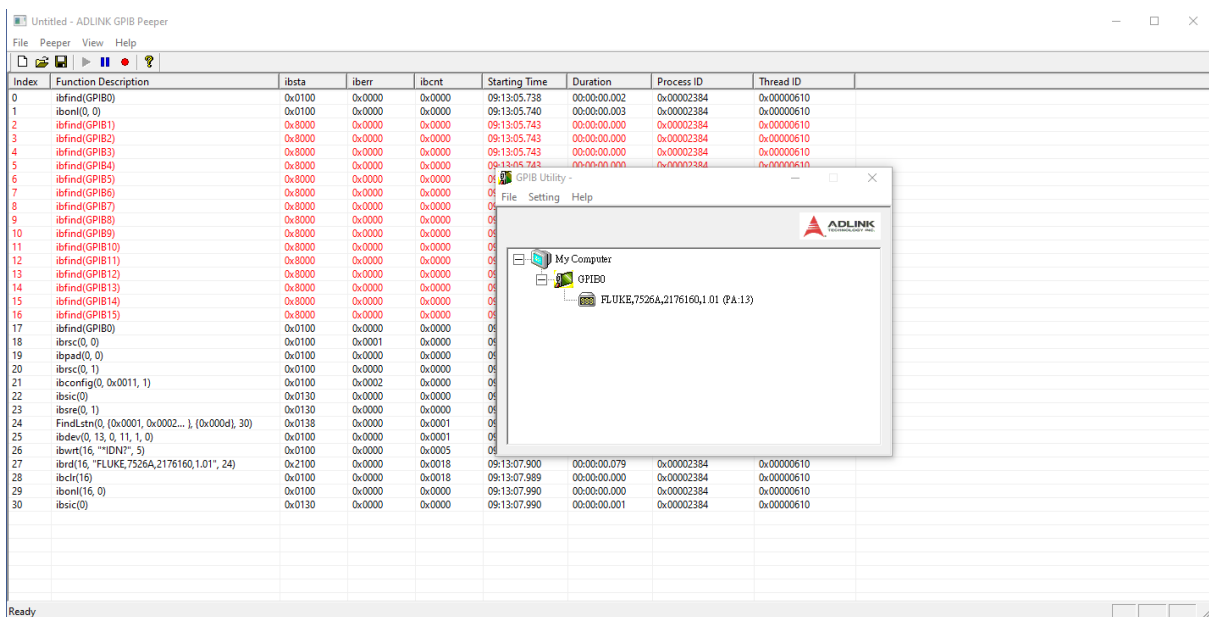 Untitled - ADLINK GPIB Peeper
File Peeper View Help
Index Function Description ibsta iberr ibcnt Starting Time Duration Process ID Thread ID
0 ibfind(GPIB0) 0x0100 0x0000 0x0000 09:13:05.738 00:00:00.002 0x00002384 0x00000610
1 ibonl(0, 0) 0x0100 0x0000 0x0000 09:13:05.740 00:00:00.003 0x00002384 0x00000610
2 ibfind(GPIB1) 0x8000 0x0000 0x0000 09:13:05.743 00:00:00.000 0x00002384 0x00000610
3 ibfind(GPIB2) 0x8000 0x0000 0x0000 09:13:05.743 00:00:00.000 0x00002384 0x00000610
4 ibfind(GPIB3) 0x8000 0x0000 0x0000 09:13:05.743 00:00:00.000 0x00002384 0x00000610
5 ibfind(GPIB4) 0x8000 0x0000 0x0000 09:13:05.743 00:00:00.000 0x00002384 0x00000610
6 ibfind(GPIB5) 0x8000 0x0000 0x0000
7 ibfind(GPIB6) 0x8000 0x0000 0x0000
8 ibfind(GPIB7) 0x8000 0x0000 0x0000
9 ibfind(GPIB8) 0x8000 0x0000 0x0000
10 ibfind(GPIB9) 0x8000 0x0000 0x0000
11 ibfind(GPIB10) 0x8000 0x0000 0x0000
12 ibfind(GPIB11) 0x8000 0x0000 0x0000
13 ibfind(GPIB12) 0x8000 0x0000 0x0000
14 ibfind(GPIB13) 0x8000 0x0000 0x0000
15 ibfind(GPIB14) 0x8000 0x0000 0x0000
16 ibfind(GPIB15) 0x8000 0x0000 0x0000
17 ibfind(GPIB0) 0x0100 0x0000 0x0000
18 ibrsc(0, 0) 0x0100 0x0001 0x0000
19 ibpad(0, 0) 0x0100 0x0000 0x0000
20 ibrsc(0, 1) 0x0100 0x0000 0x0000
21 ibconfig(0, 0x0011, 1) 0x0100 0x0002 0x0000
22 ibsic(0) 0x0130 0x0000 0x0000
23 ibsre(0, 1) 0x0130 0x0000 0x0000
24 FindLstn(0, {0x0001, 0x0002... }, {0x000d}, 30) 0x0138 0x0000 0x0001
25 ibdev(0, 13, 0, 11, 1, 0) 0x0100 0x0000 0x0001
26 ibwrt(16, "*IDN?", 5) 0x0100 0x0000 0x0005
27 ibrd(16, "FLUKE,7526A,2176160,1.01", 24) 0x2100 0x0000 0x0018 09:13:07.900 00:00:00.079 0x00002384 0x00000610
28 ibclr(16) 0x0100 0x0000 0x0018 09:13:07.989 00:00:00.000 0x00002384 0x00000610
29 ibonl(16, 0) 0x0100 0x0000 0x0000 09:13:07.990 00:00:00.000 0x00002384 0x00000610
30 ibsic(0) 0x0130 0x0000 0x0000 09:13:07.990 00:00:00.001 0x00002384 0x00000610
GPIB Utility -
File Setting Help
ADLINK
TECHNOLOGY INC.
My Computer
GPIB0
FLUKE,7526A,2176160,1.01 (PA:13)
Ready